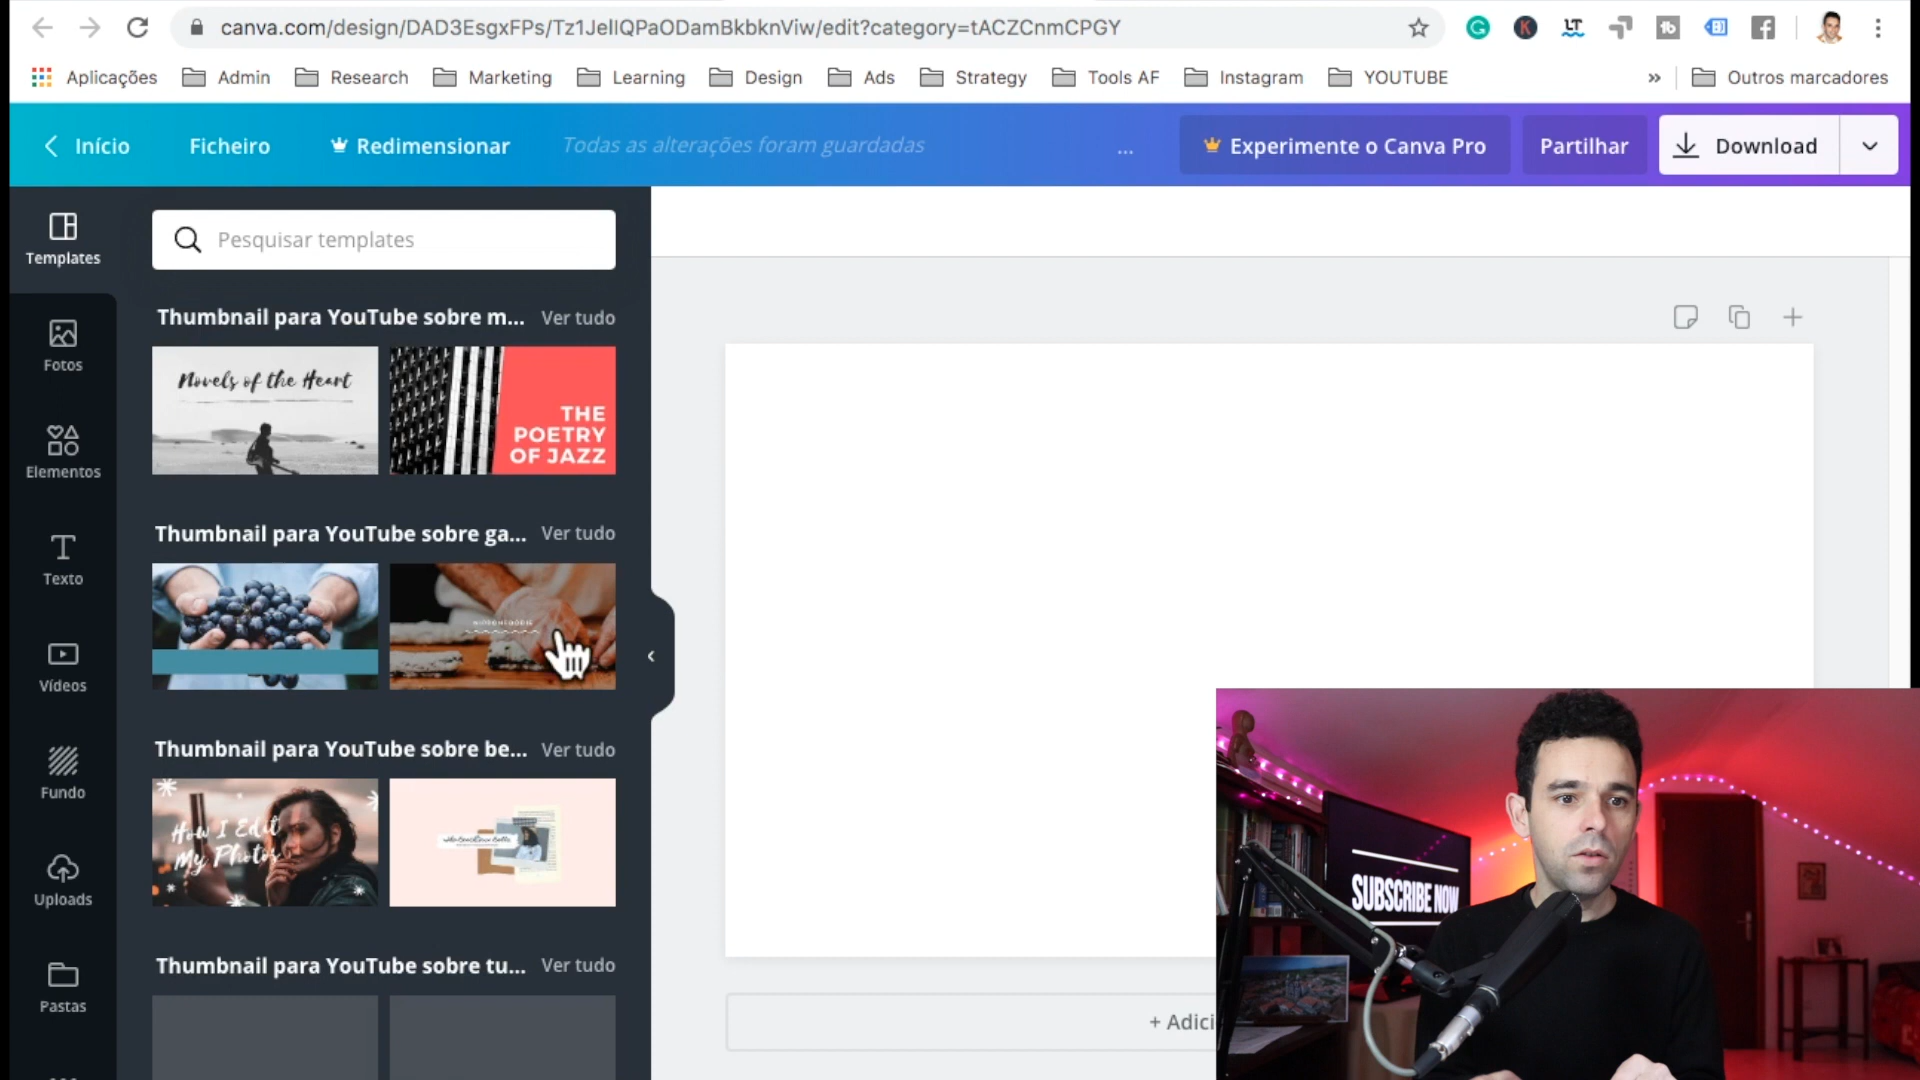 canva.com/design/DAD3EsgxFPs/Tz1JelIQPaODamBkbknViw/edit?category=tACZCnmCPGY
Aplicações Admin Research Marketing Learning Design Ads Strategy Tools AF Instagram YOUTUBE » Outros marcadores
Início Ficheiro Redimensionar Todas as alterações foram guardadas ... Experimente o Canva Pro Partilhar Download
Templates
Fotos
Elementos
Texto
Vídeos
Fundo
Uploads
Pastas
Pesquisar templates
Thumbnail para YouTube sobre m... Ver tudo
Novels of the Heart
THE
POETRY
OF JAZZ
Thumbnail para YouTube sobre ga... Ver tudo
Thumbnail para YouTube sobre be... Ver tudo
How I Edit
My Photos
Thumbnail para YouTube sobre tu... Ver tudo
+ Adici
SUBSCRIBE NOW